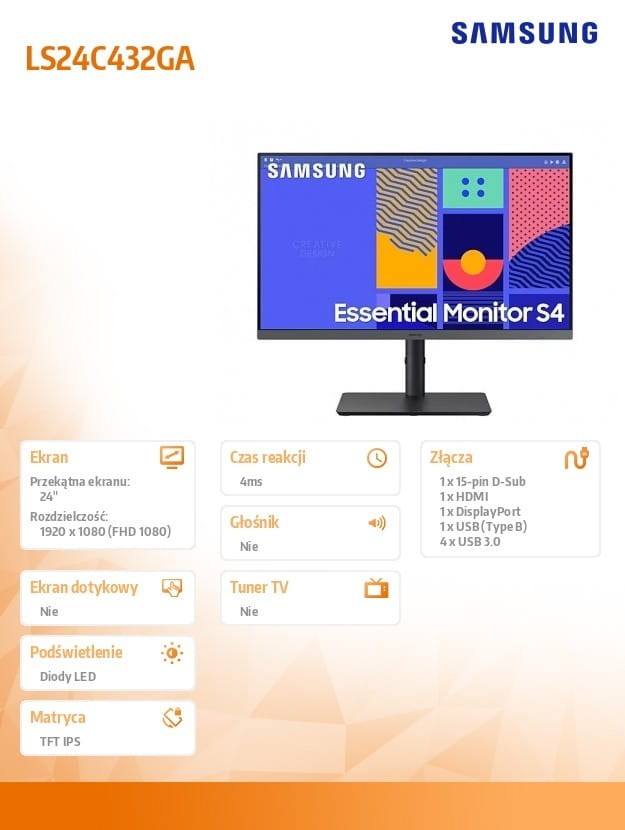 SAMSUNG
LS24C432GA
SAMSUNG
CREATIVE
DESIGN
Essential Monitor S4
Ekran
Przekątna ekranu:
24"
Rozdzielczość:
1920 x 1080 (FHD 1080)
Ekran dotykowy
Nie
Podświetlenie
Diody LED
Matryca
TFT IPS
Czas reakcji
4ms
Głośnik
Nie
Tuner TV
Nie
Złącza
1 x 15-pin D-Sub
1 x HDMI
1 x DisplayPort
1 x USB (Type B)
4 x USB 3.0